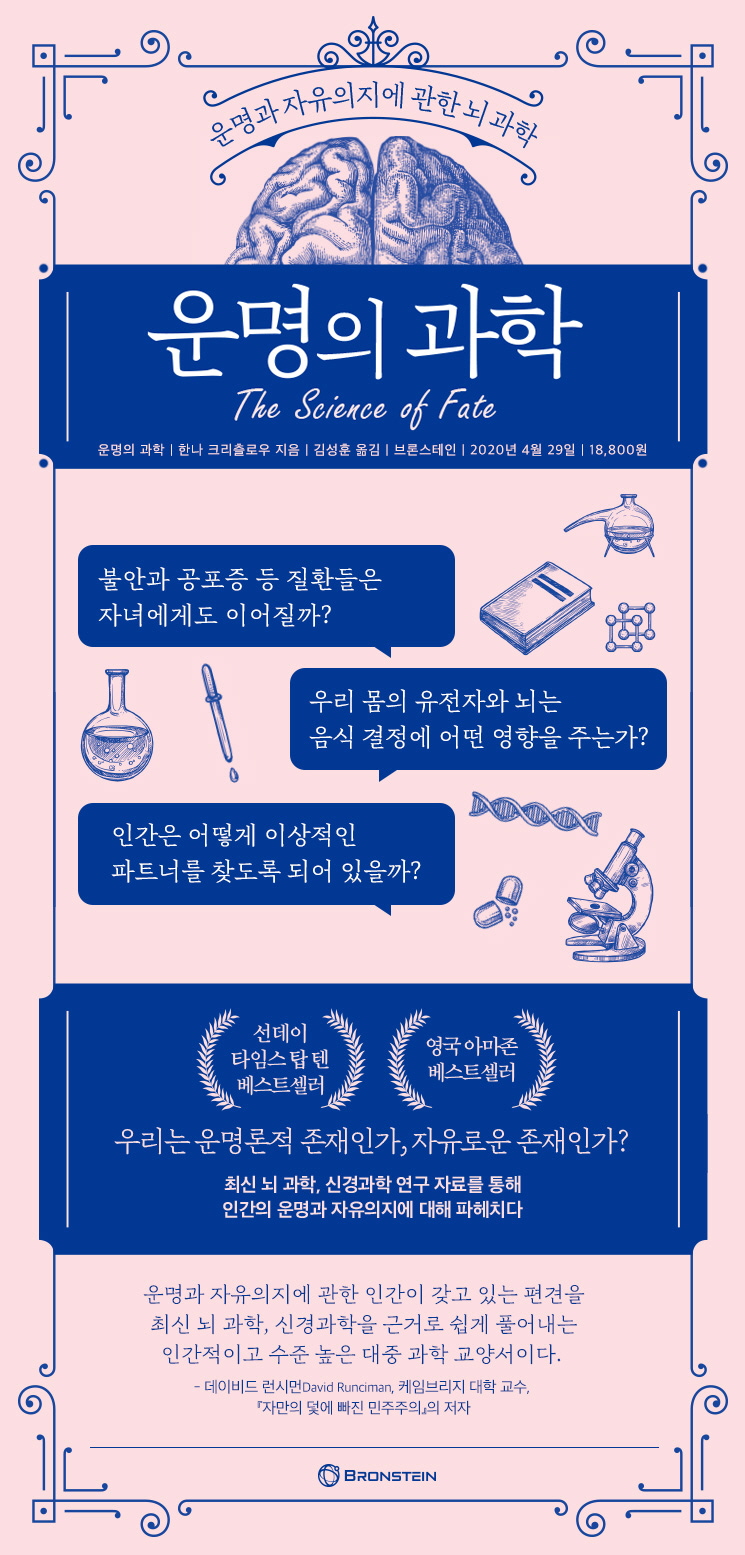 운명과 자유의지에 관한 뇌 과학
운명의 과학
The Science of Fate
운명의 과학 | 한나 크리츨로우 지음 | 김성훈 옮김 | 브론스테인 | 2020년 4월 29일 | 18,800원
불안과 공포증 등 질환들은
자녀에게도 이어질까?
우리 몸의 유전자와 뇌는
음식 결정에 어떤 영향을 주는가?
인간은 어떻게 이상적인
파트너를 찾도록 되어 있을까?
선데이
타임스 탑 텐
베스트셀러
영국 아마존
베스트셀러
우리는 운명론적 존재인가, 자유로운 존재인가?
최신 뇌 과학, 신경과학 연구 자료를 통해
인간의 운명과 자유의지에 대해 파헤치다
운명과 자유의지에 관한 인간이 갖고 있는 편견을
최신 뇌 과학, 신경과학을 근거로 쉽게 풀어내는
인간적이고 수준 높은 대중 과학 교양서이다.
– 데이비드 런시먼David Runciman, 케임브리지 대학 교수,
『자만의 덫에 빠진 민주주의』의 저자
BRONSTEIN